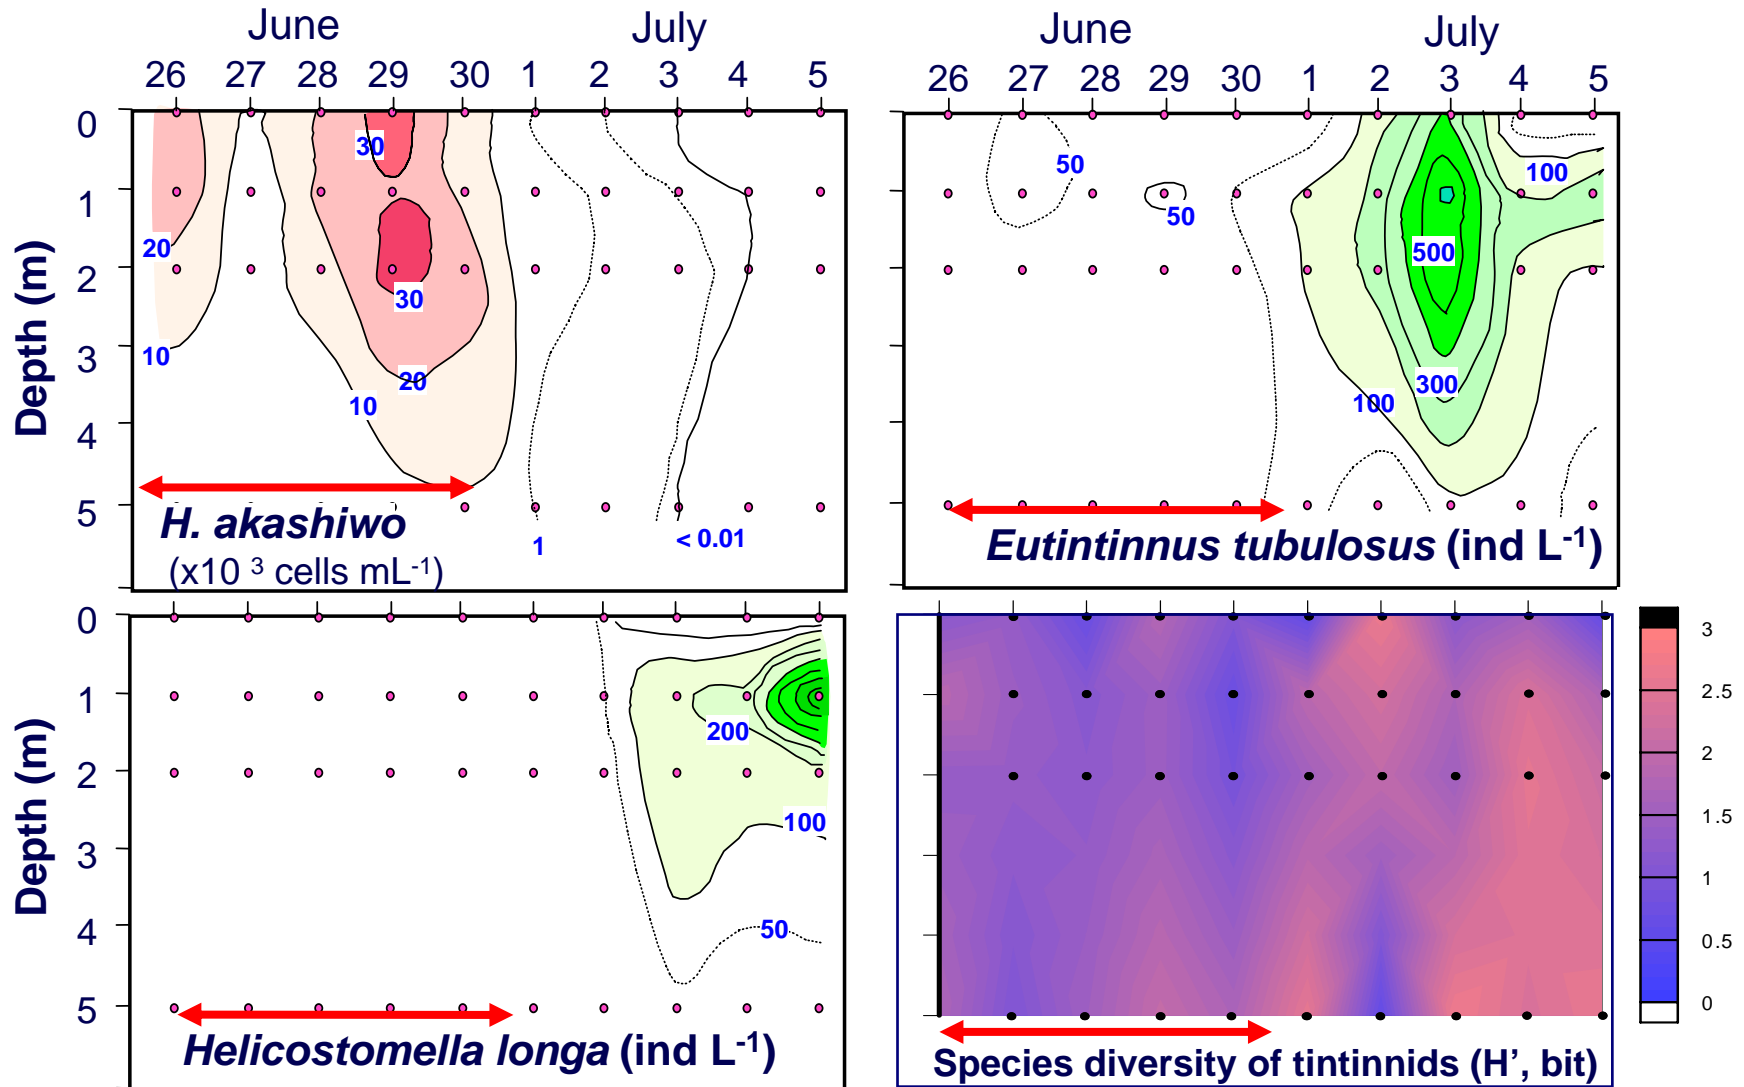 June
July
26 27 28 29 30 1 2 3 4 5
Depth (m)
0
1
2
3
4
5
30
20
30
10
20
10
1
< 0.01
H. akashiwo
(x10 3 cells mL-1)
June
July
26 27 28 29 30 1 2 3 4 5
50
50
100
500
300
100
Eutintinnus tubulosus (ind L-1)
Depth (m)
0
1
2
3
4
5
200
100
50
Helicostomella longa (ind L-1)
3
2.5
2
1.5
1
0.5
0
Species diversity of tintinnids (H', bit)